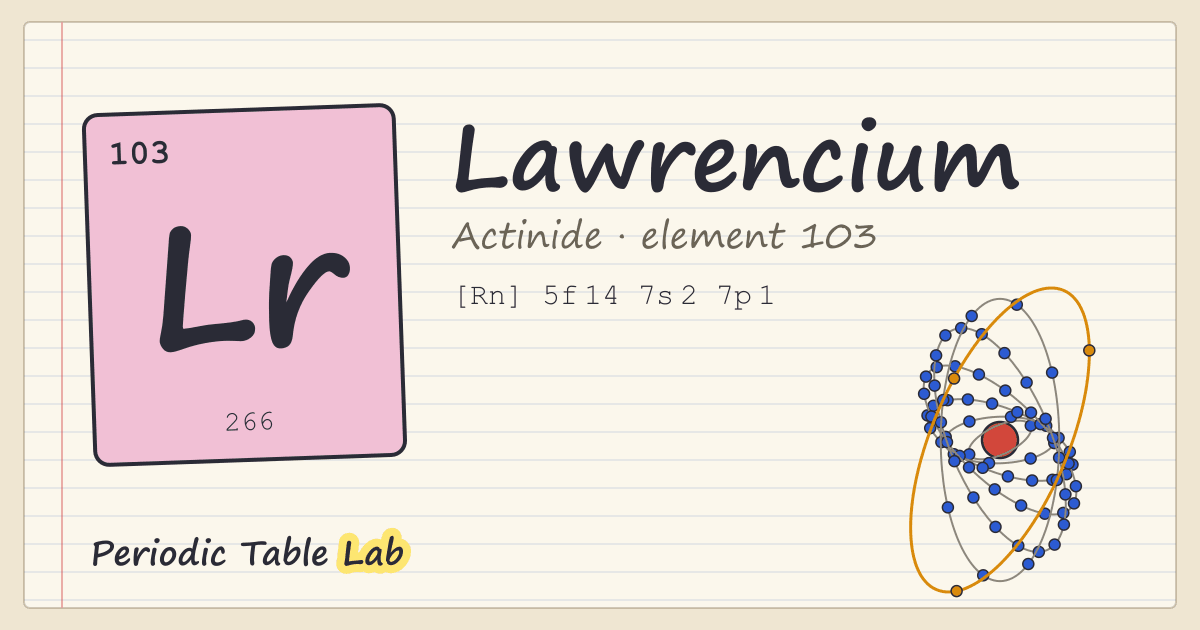 103
Lr
266
Lawrencium
Actinide · element 103
[Rn] 5f14 7s2 7p1
Periodic Table Lab